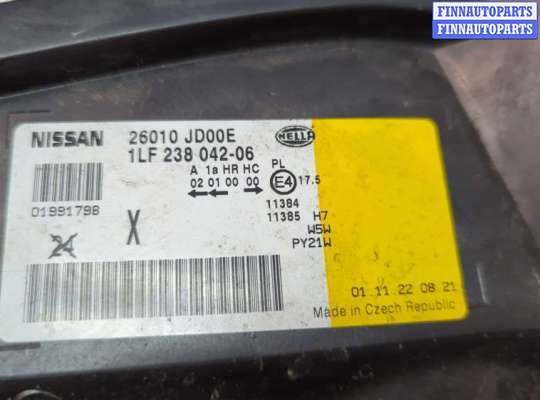 FINNAUTOPARTS
FINNAUTOPARTS
NISSAN 26010 JD00E HELLA
1LF 238 042-06
A 1a HR HC PL
02 01 00 00 E4 17.5
01991798
11384
11385 H7
W5W
PY21W
24 X
01 11 22 08 21
Made in Czech Republic